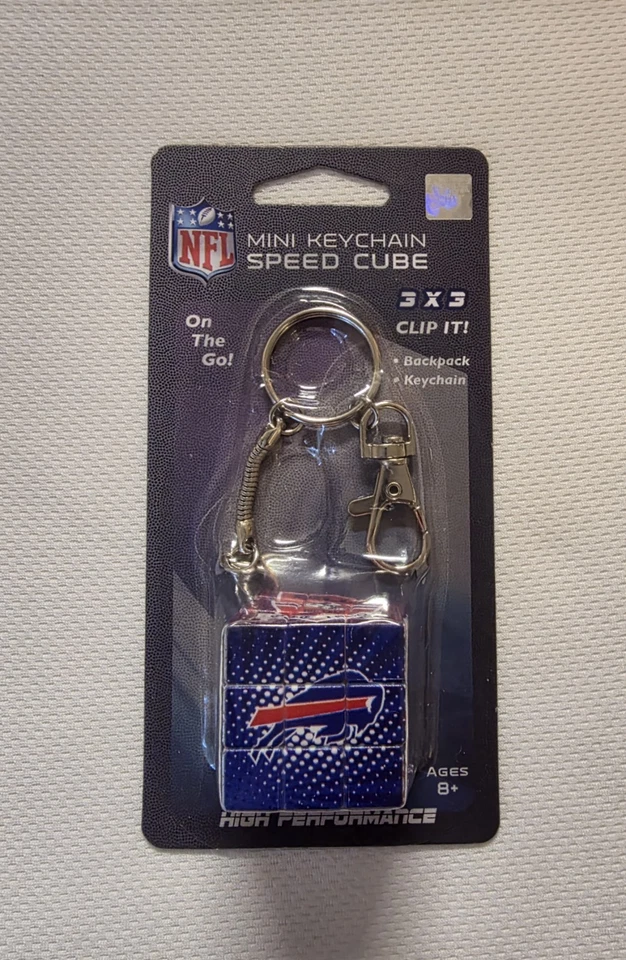 NFL
MINI KEYCHAIN
SPEED CUBE
3 X 3
CLIP IT!
• Backpack
• Keychain
On
The
Go!
AGES
8+
HIGH PERFORMANCE